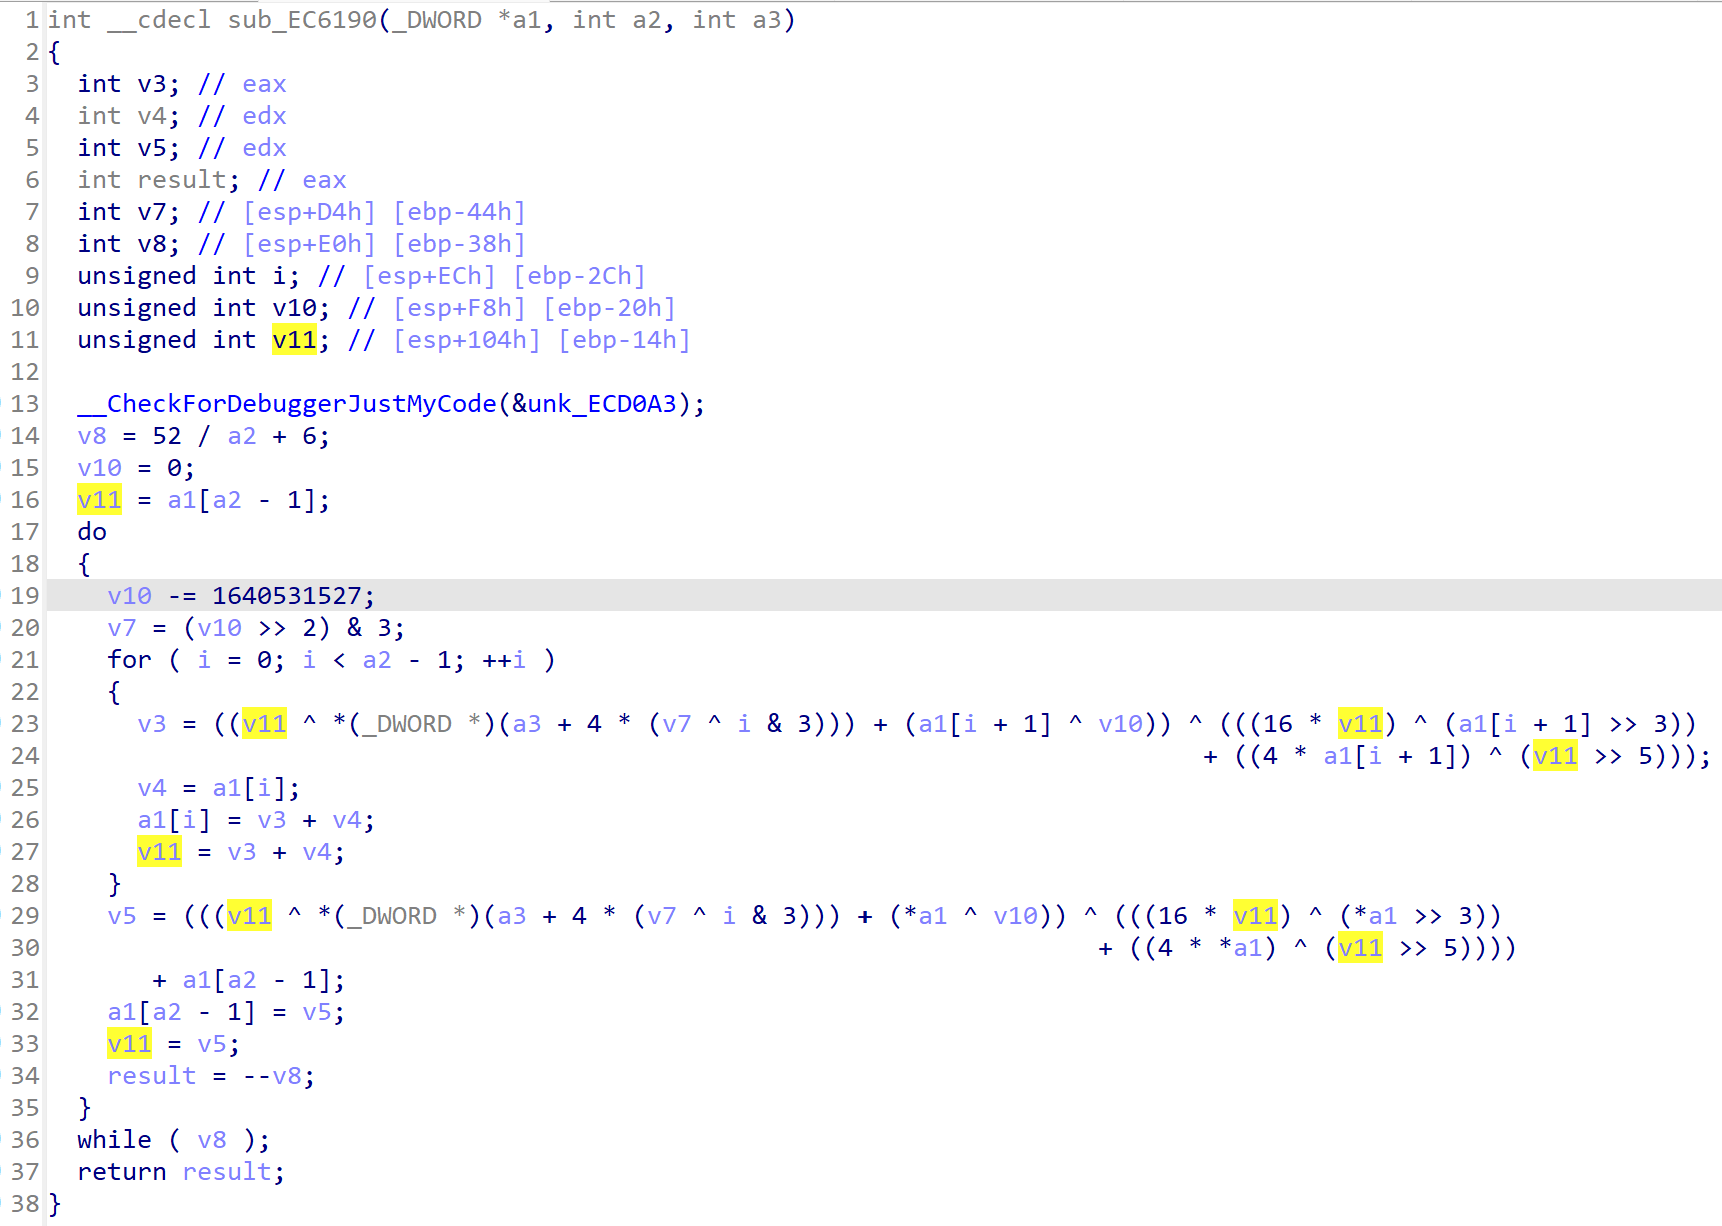 1 int __cdecl sub_EC6190(_DWORD *a1, int a2, int a3)
2 {
3   int v3; // eax
4   int v4; // edx
5   int v5; // edx
6   int result; // eax
7   int v7; // [esp+D4h] [ebp-44h]
8   int v8; // [esp+E0h] [ebp-38h]
9   unsigned int i; // [esp+ECh] [ebp-2Ch]
10   unsigned int v10; // [esp+F8h] [ebp-20h]
11   unsigned int v11; // [esp+104h] [ebp-14h]
12
13   __CheckForDebuggerJustMyCode(&unk_ECD0A3);
14   v8 = 52 / a2 + 6;
15   v10 = 0;
16   v11 = a1[a2 - 1];
17   do
18   {
19     v10 -= 1640531527;
20     v7 = (v10 >> 2) & 3;
21     for ( i = 0; i < a2 - 1; ++i )
22     {
23       v3 = ((v11 ^ *(_DWORD *)(a3 + 4 * (v7 ^ i & 3))) + (a1[i + 1] ^ v10)) ^ (((16 * v11) ^ (a1[i + 1] >> 3))
24                                                                              + ((4 * a1[i + 1]) ^ (v11 >> 5)));
25       v4 = a1[i];
26       a1[i] = v3 + v4;
27       v11 = v3 + v4;
28     }
29     v5 = (((v11 ^ *(_DWORD *)(a3 + 4 * (v7 ^ i & 3))) + (*a1 ^ v10)) ^ (((16 * v11) ^ (*a1 >> 3))
30                                                                       + ((4 * *a1) ^ (v11 >> 5))))
31        + a1[a2 - 1];
32     a1[a2 - 1] = v5;
33     v11 = v5;
34     result = --v8;
35   }
36   while ( v8 );
37   return result;
38 }